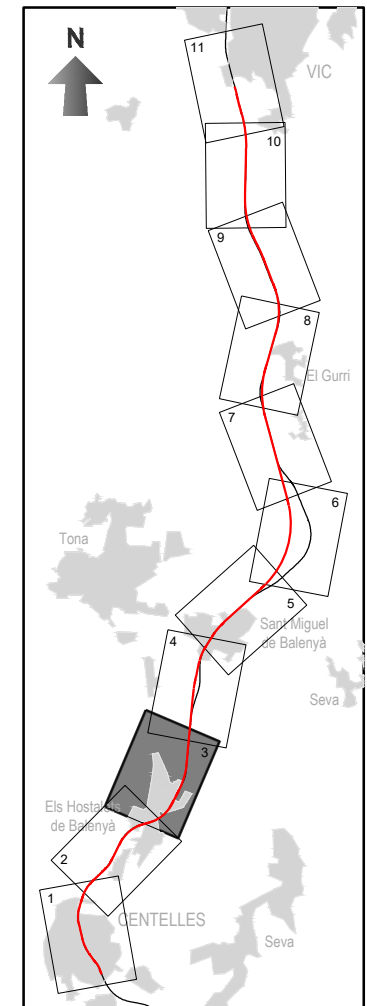 11
N
VIC
10
9
8
El Gurri
7
6
Tona
5
Sant Miguel
de Balenyà
4
Seva
3
Els Hostalets
de Balenyà
2
1
CENTELLES
Seva